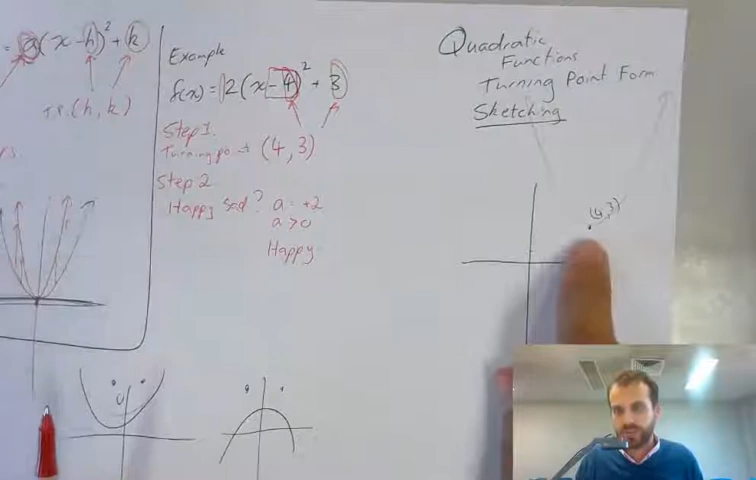 = a(x-h)²+k
t.p.(h,k)
Example
f(x) = 2(x-4)² + 3
Step 1.
Turning point (4,3)
Step 2
Happy Sad? a = +2
a > 0
Happy
Quadratic
Functions
Turning Point Form
Sketching
(4,3)